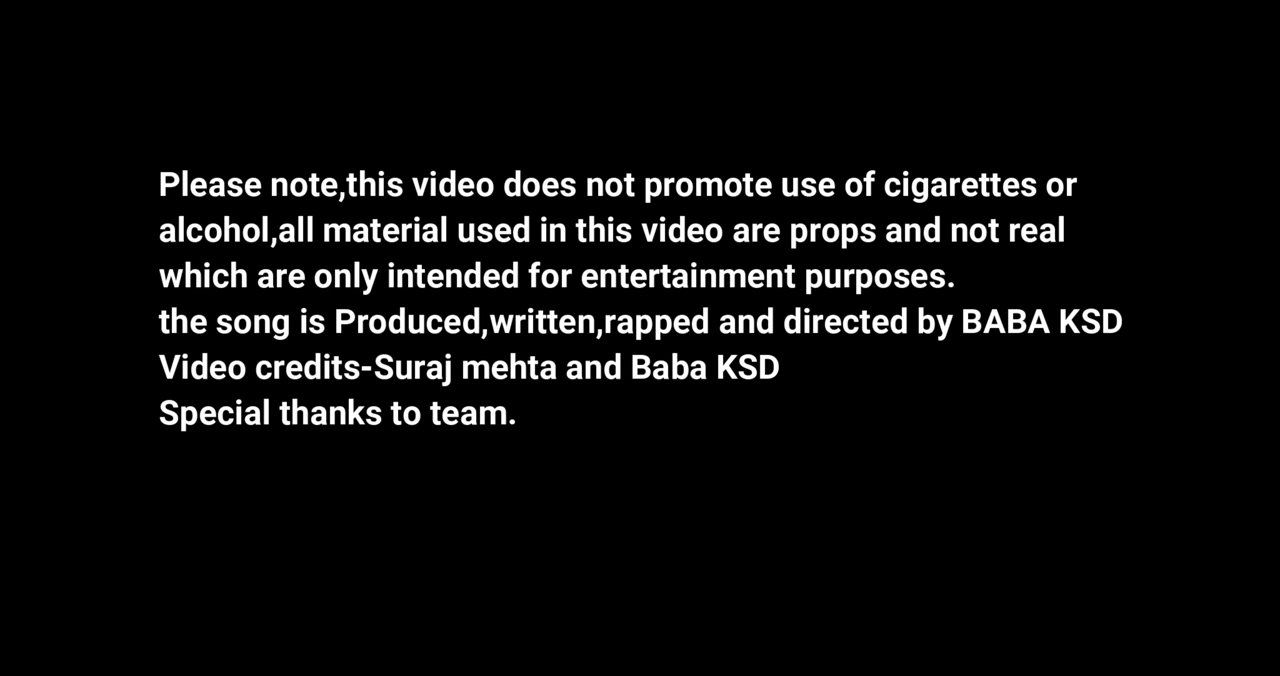 Please note,this video does not promote use of cigarettes or
alcohol,all material used in this video are props and not real
which are only intended for entertainment purposes.
the song is Produced,written,rapped and directed by BABA KSD
Video credits-Suraj mehta and Baba KSD
Special thanks to team.